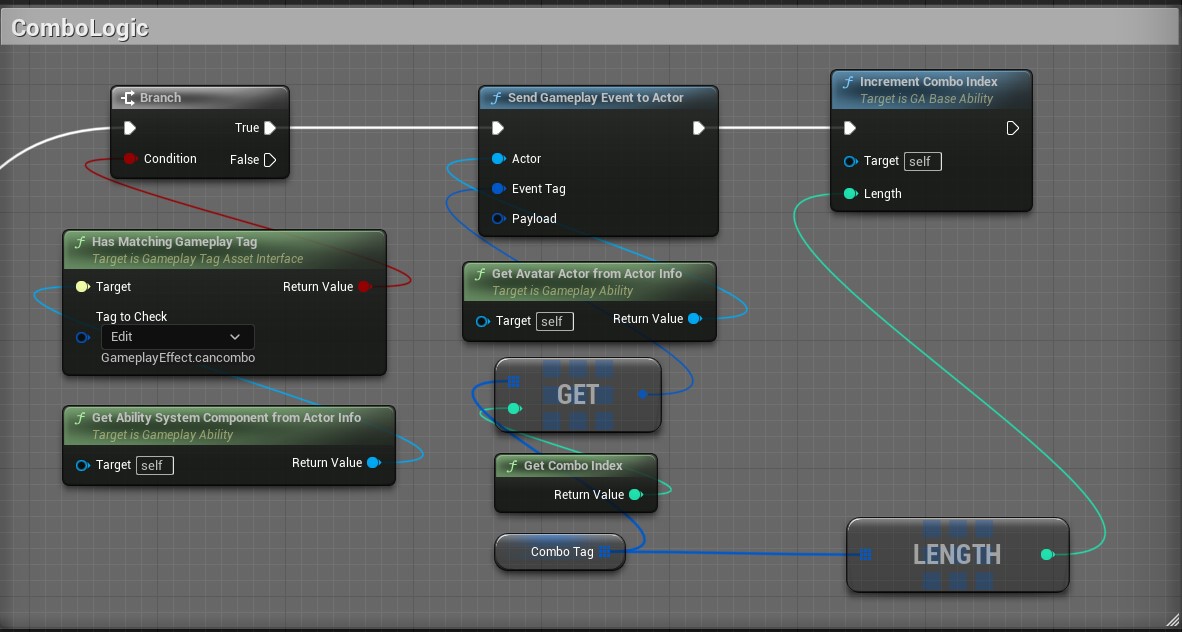 ComboLogic
Branch
True
Condition
False
Has Matching Gameplay Tag
Target is Gameplay Tag Asset Interface
Target
Return Value
Tag to Check
Edit
GameplayEffect.cancombo
Get Ability System Component from Actor Info
Target is Gameplay Ability
Target self
Return Value
Send Gameplay Event to Actor
Actor
Event Tag
Payload
Get Avatar Actor from Actor Info
Target is Gameplay Ability
Target self
Return Value
GET
Get Combo Index
Return Value
Combo Tag
Increment Combo Index
Target is GA Base Ability
Target self
Length
LENGTH